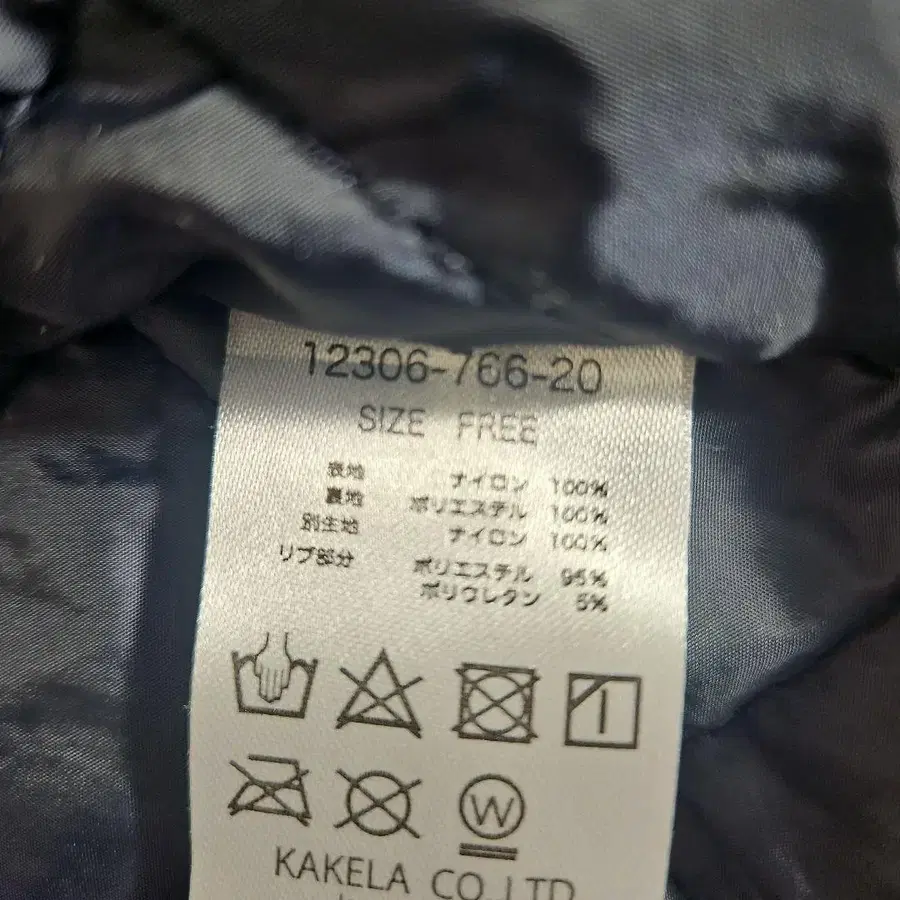 12306-766-20
SIZE FREE
表地 ナイロン 100%
裏地 ポリエステル 100%
別生地 ナイロン 100%
リブ部分 ポリエステル 95%
ポリウレタン 5%
W
KAKELA CO.,LTD